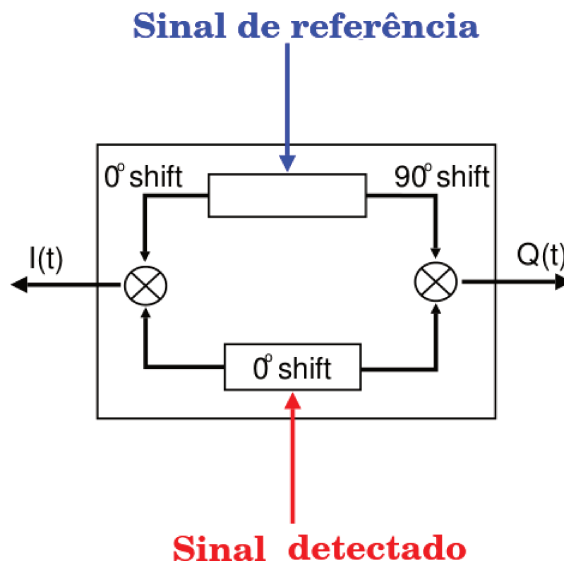 Sinal de referência
0° shift
90° shift
I(t)
Q(t)
0° shift
Sinal detectado